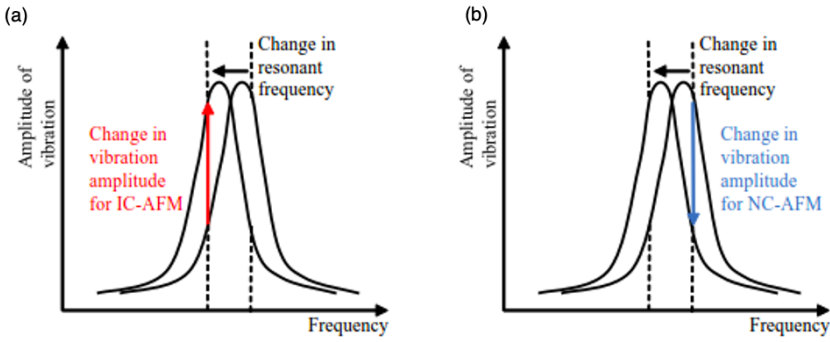 (a)
Amplitude of
vibration
Change in
resonant
frequency
Change in
vibration
amplitude
for IC-AFM
Frequency
(b)
Amplitude of
vibration
Change in
resonant
frequency
Change in
vibration
amplitude
for NC-AFM
Frequency